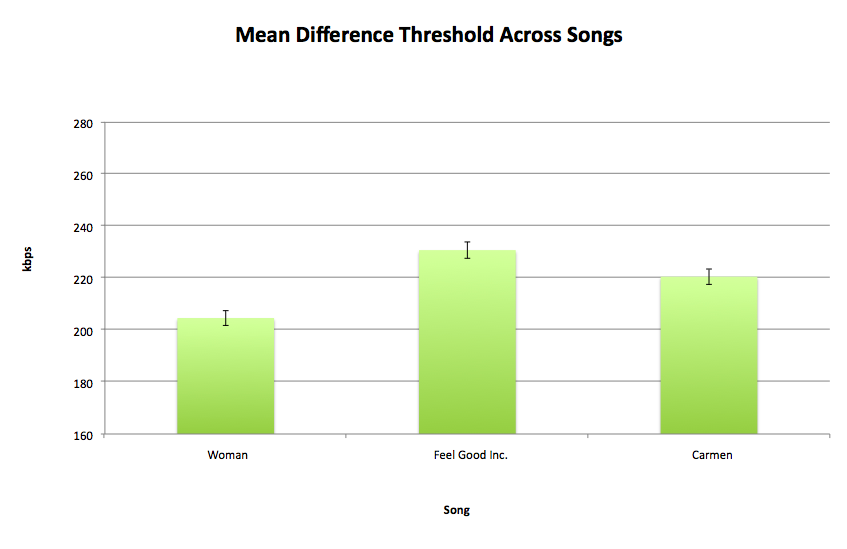 Mean Difference Threshold Across Songs
280
260
240
220
200
180
160
kbps
Woman
Feel Good Inc.
Carmen
Song